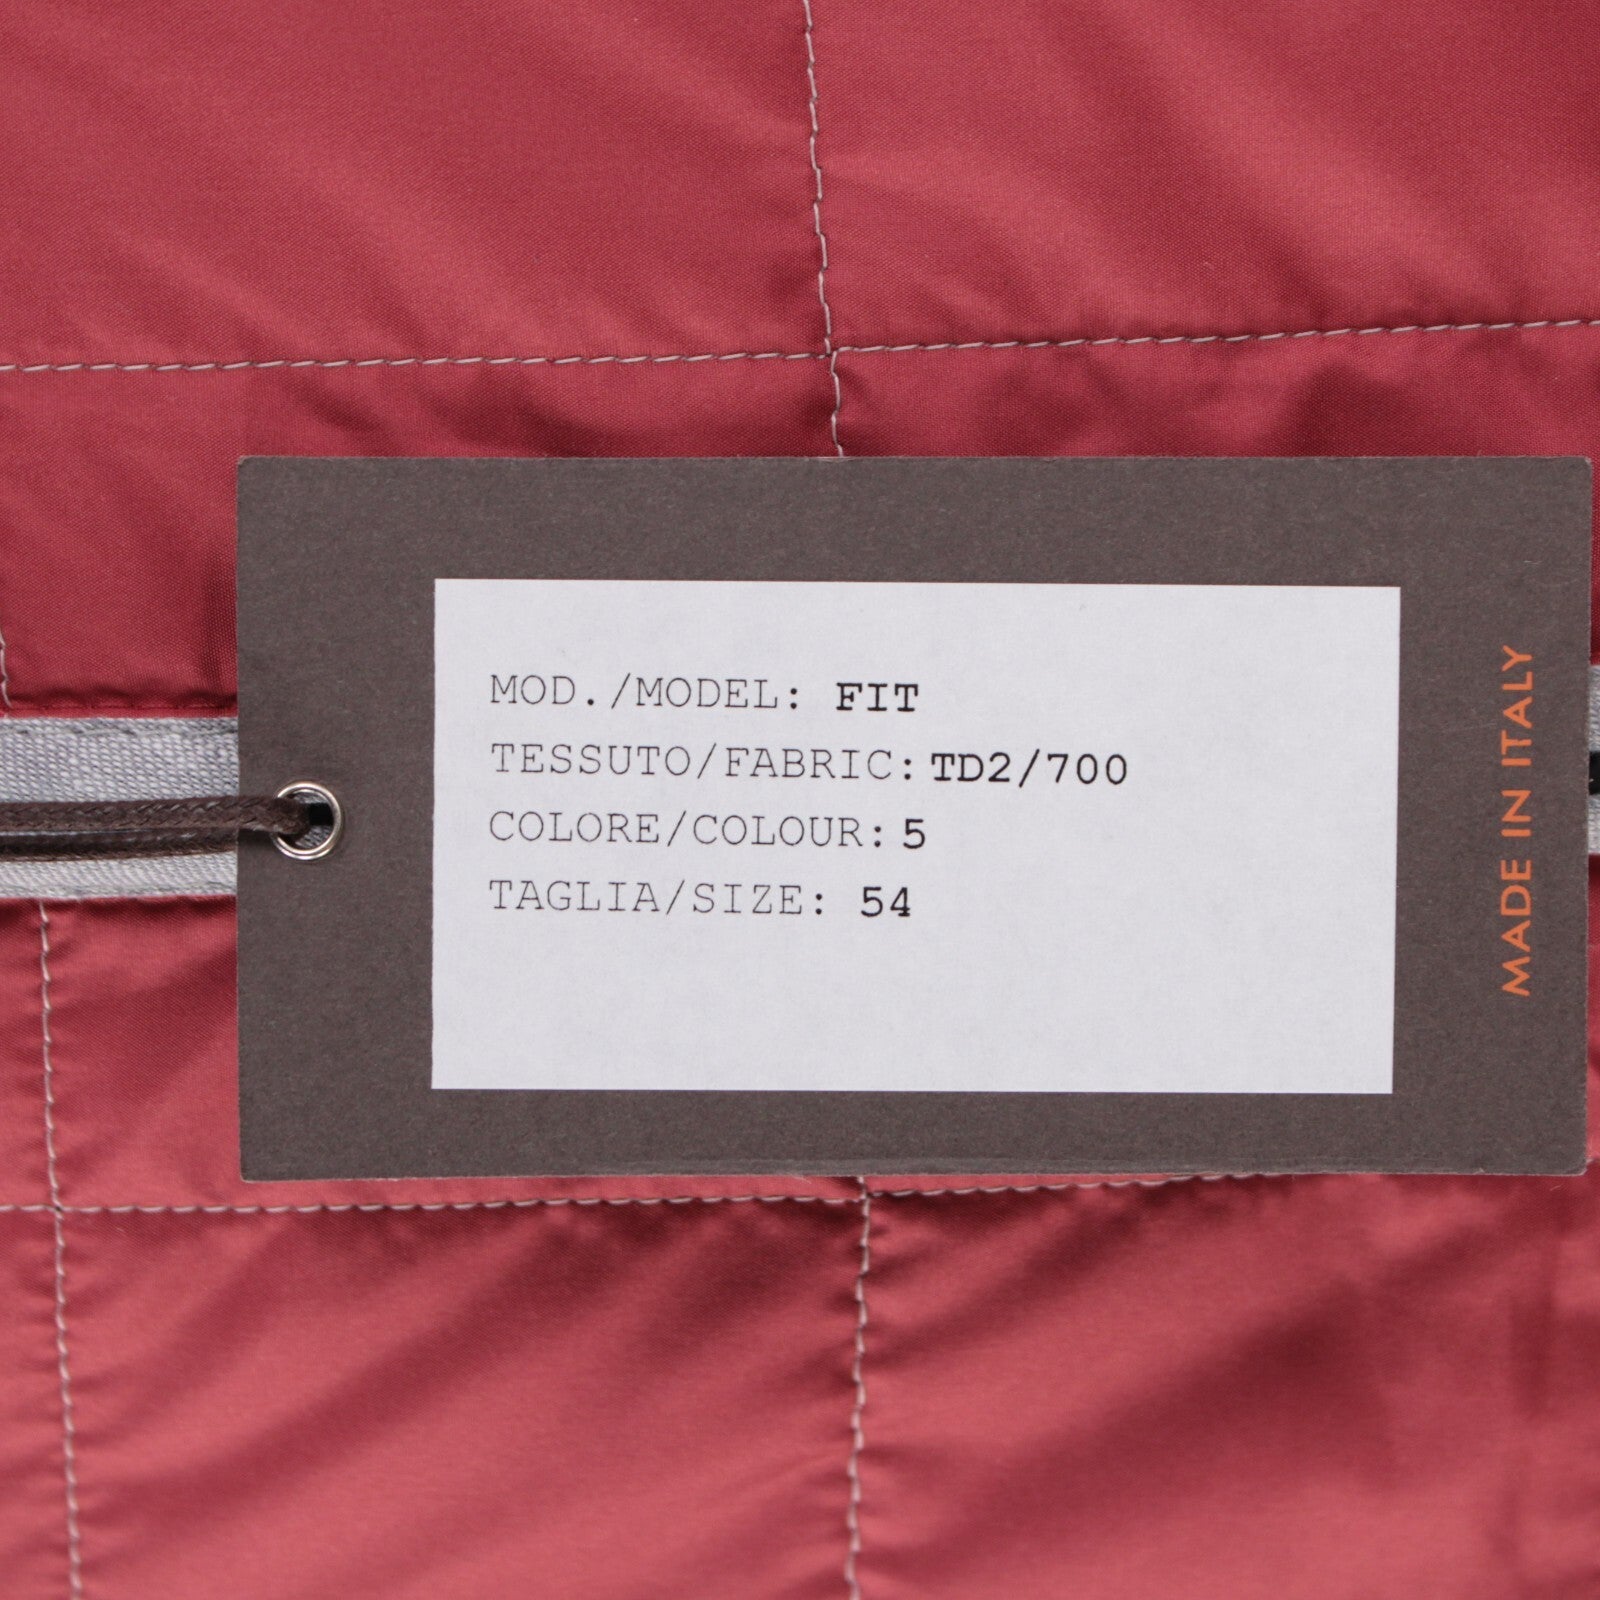 MOD./MODEL: FIT
TESSUTO/FABRIC: TD2/700
COLORE/COLOUR: 5
TAGLIA/SIZE: 54
MADE IN ITALY